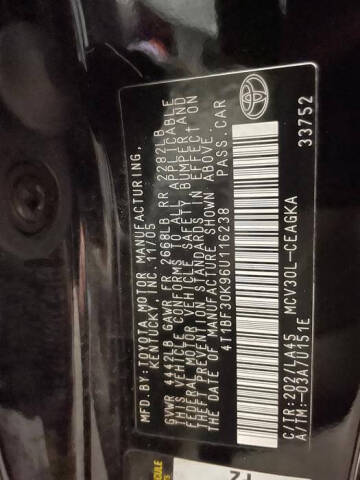 MFD.BY:TOYOTA MOTOR MANUFACTURING,
KENTUCKY, INC. 11/05
GVWR 4442LB GAWR FR 2668LB RR 2282LB
THIS VEHICLE CONFORMS TO ALL APPLICABLE
FEDERAL MOTOR VEHICLE SAFETY BUMPER,AND
THEFT PREVENTION STANDARDS IN EFFECT ON
THE DATE OF MANUFACTURE SHOWN ABOVE.
4T1BF30K96U116238 PASS.CAR
C/TR:202/LA45 MCV30L-CEAGKA
A/TM:-03A/U151E 33752